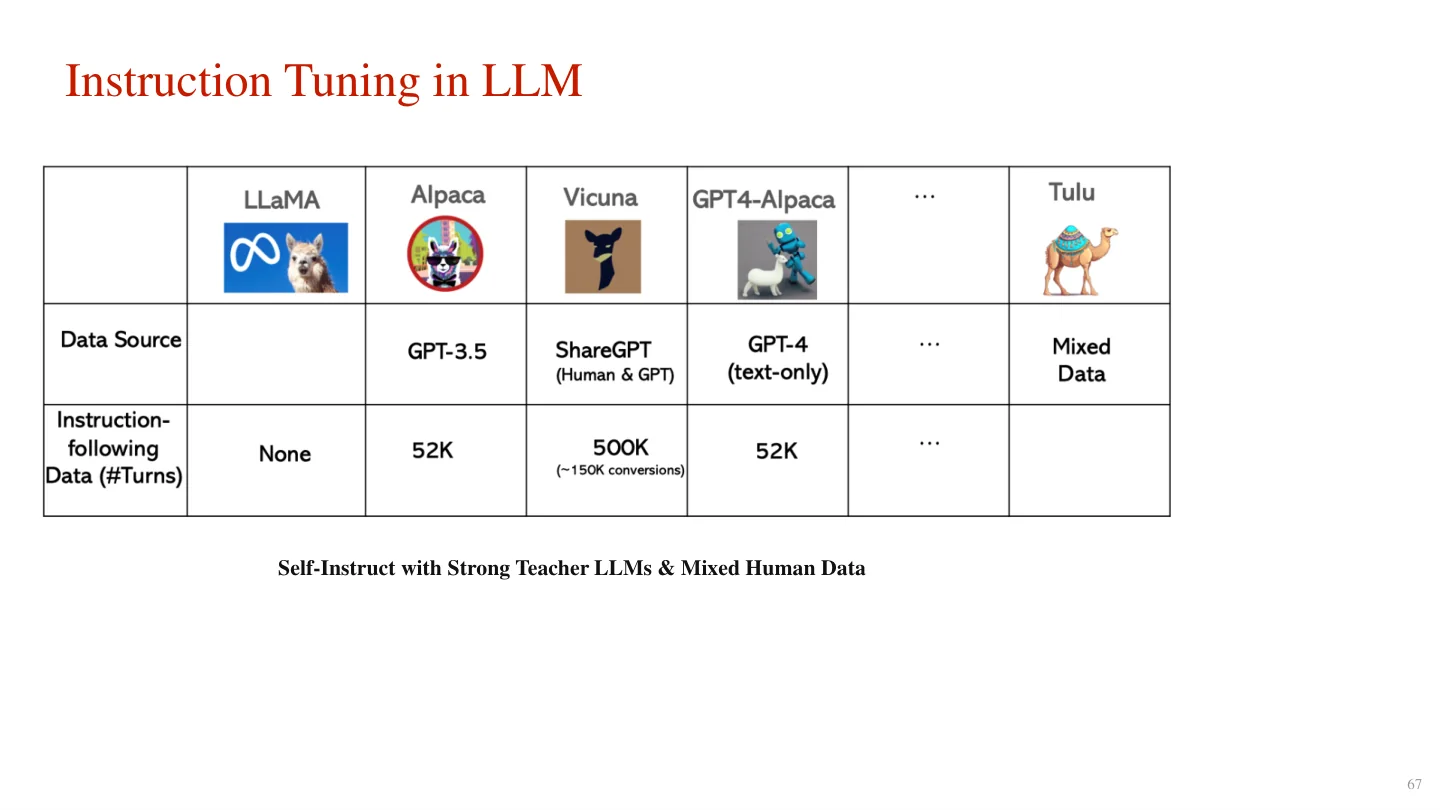 Instruction Tuning in LLM
LLaMA
Alpaca
Vicuna
GPT4-Alpaca
...
Tulu
Data Source
GPT-3.5
ShareGPT
(Human & GPT)
GPT-4
(text-only)
...
Mixed
Data
Instruction-
following
Data (#Turns)
None
52K
500K
(~150K conversions)
52K
...
Self-Instruct with Strong Teacher LLMs & Mixed Human Data
67